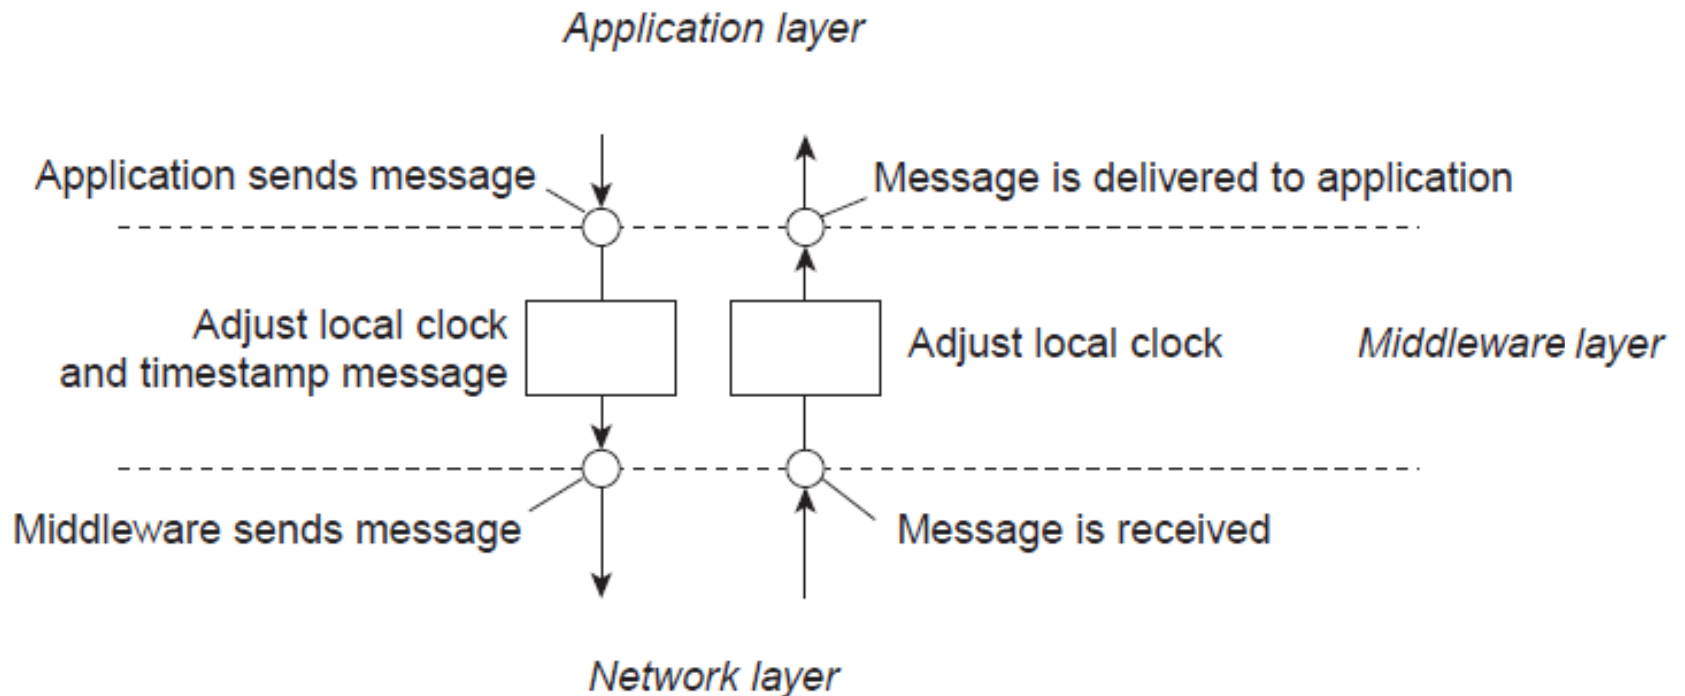 Application layer
Application sends message
Message is delivered to application
Adjust local clock
and timestamp message
Adjust local clock
Middleware layer
Middleware sends message
Message is received
Network layer